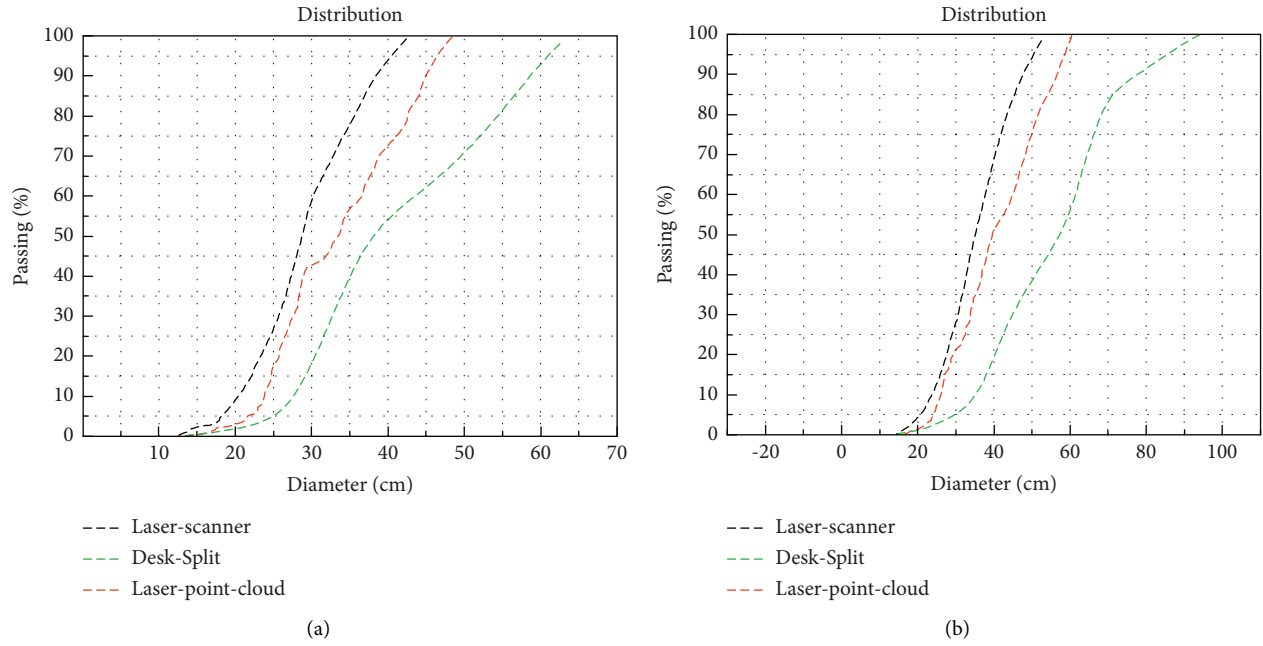 Distribution
100
90
80
70
60
50
40
30
20
10
0
Passing (%)
10 20 30 40 50 60 70
Diameter (cm)
Laser-scanner
Desk-Split
Laser-point-cloud
(a)
Distribution
100
90
80
70
60
50
40
30
20
10
0
Passing (%)
-20 0 20 40 60 80 100
Diameter (cm)
Laser-scanner
Desk-Split
Laser-point-cloud
(b)